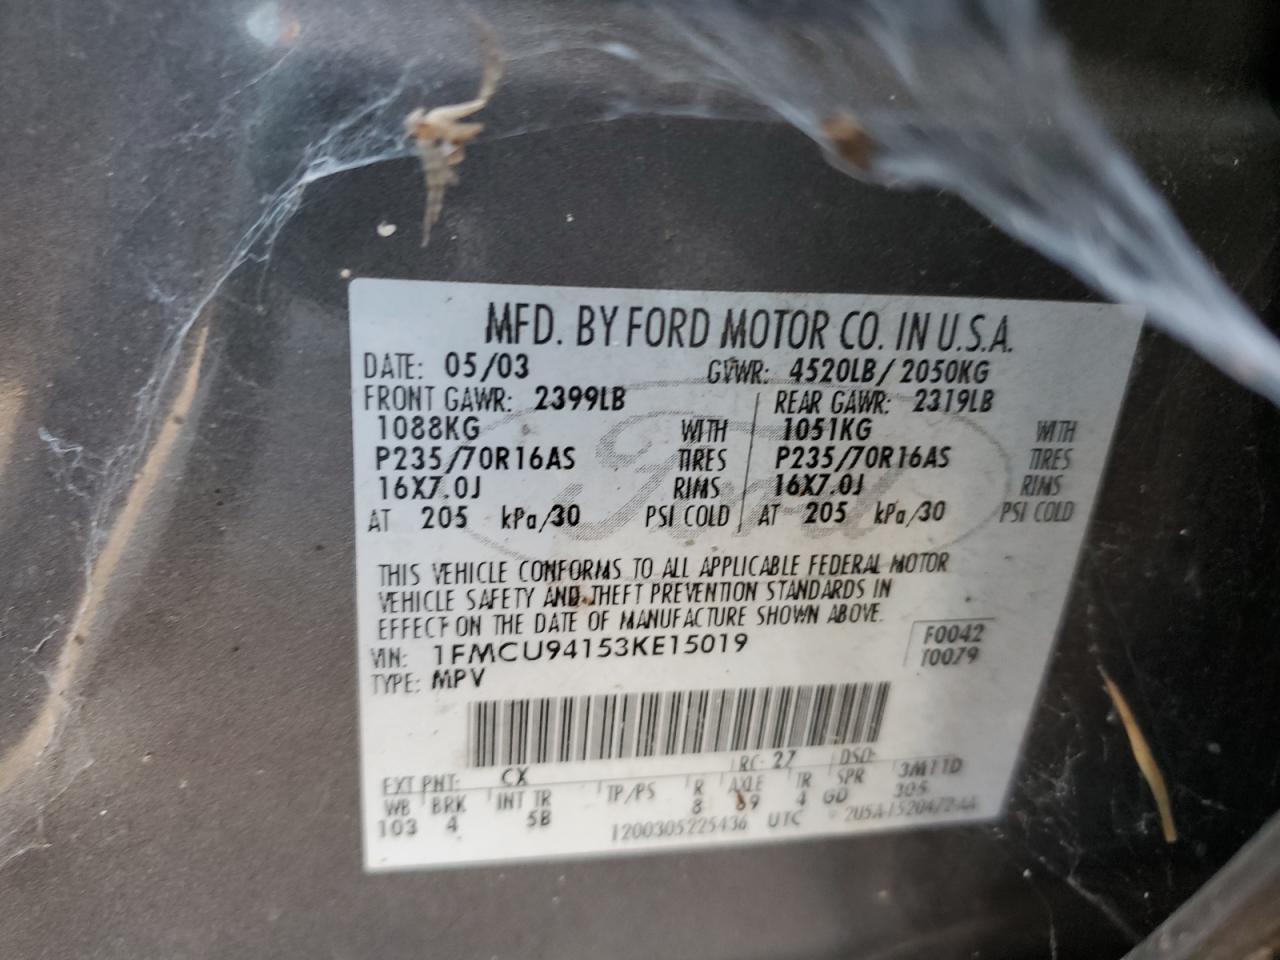 MFD. BY FORD MOTOR CO. IN U.S.A.
DATE: 05/03 GVWR: 4520LB/ 2050KG
FRONT GAWR: 2399LB REAR GAWR: 2319LB
1088KG WITH 1051KG WITH
P235/70R16AS TIRES P235/70R16AS TIRES
16X7.0J RIMS 16X7.0J RIMS
AT 205 kPa/30 PSI COLD AT 205 kPa/30 PSI COLD
Ford
THIS VEHICLE CONFORMS TO ALL APPLICABLE FEDERAL MOTOR
VEHICLE SAFETY AND THEFT PREVENTION STANDARDS IN
EFFECT ON THE DATE OF MANUFACTURE SHOWN ABOVE.
VIN: 1FMCU94153KE15019 F0042
TYPE: MPV T0079
EXT PNT: CX RC: 27 DSO:
WB BRK INT TR TP/PS R AXLE TR SPR 3M11D
103 4 5B 8 4 GD 305
1200305225436 UTC